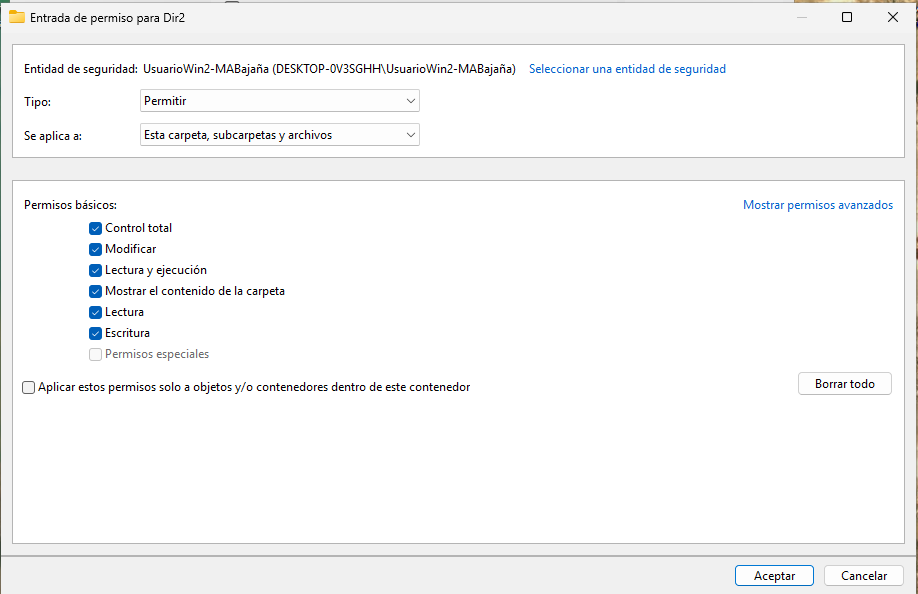 Entrada de permiso para Dir2
Entidad de seguridad: UsuarioWin2-MABajaña (DESKTOP-0V3SGHH\UsuarioWin2-MABajaña) Seleccionar una entidad de seguridad
Tipo: Permitir
Se aplica a: Esta carpeta, subcarpetas y archivos
Permisos básicos: Mostrar permisos avanzados
Control total
Modificar
Lectura y ejecución
Mostrar el contenido de la carpeta
Lectura
Escritura
Permisos especiales
Aplicar estos permisos solo a objetos y/o contenedores dentro de este contenedor Borrar todo
Aceptar Cancelar